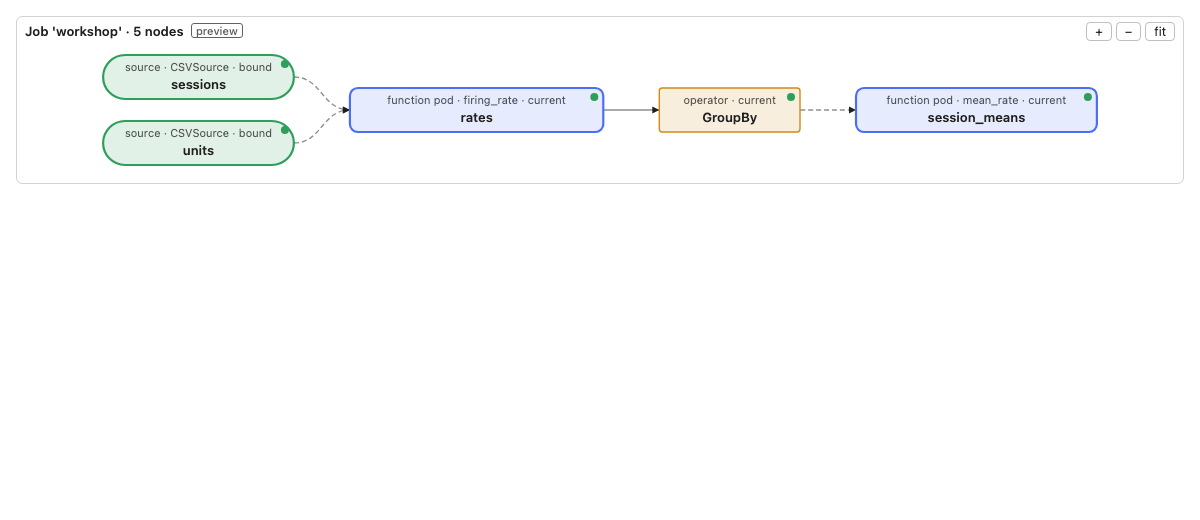 Job 'workshop' · 5 nodes preview
+ − fit
source · CSVSource · bound
sessions
source · CSVSource · bound
units
function pod · firing_rate · current
rates
operator · current
GroupBy
function pod · mean_rate · current
session_means